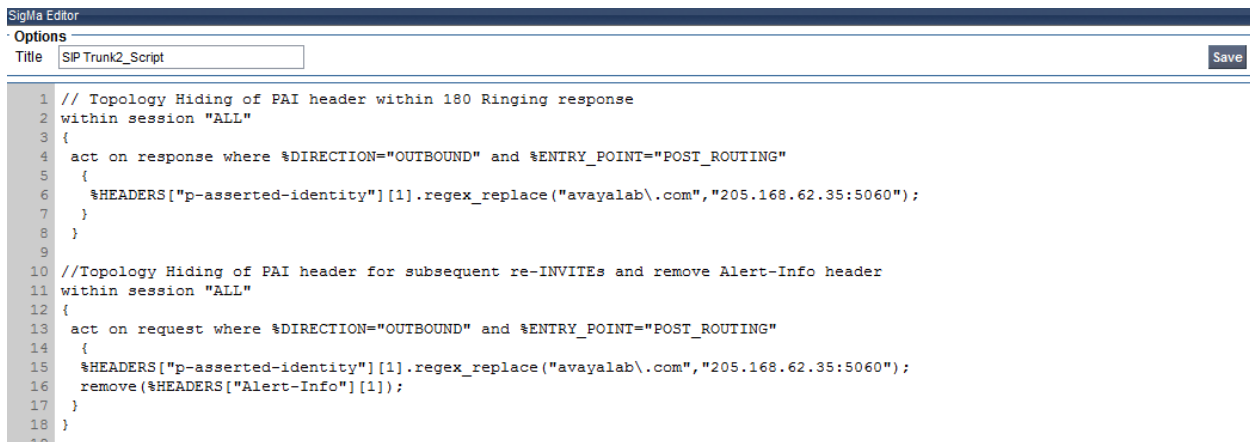 SigMa Editor
Options
Title SIP Trunk2_Script Save
1 // Topology Hiding of PAI header within 180 Ringing response
2 within session "ALL"
3 {
4 act on response where %DIRECTION="OUTBOUND" and %ENTRY_POINT="POST_ROUTING"
5 {
6 %HEADERS["p-asserted-identity"][1].regex_replace("avayalab\.com","205.168.62.35:5060");
7 }
8 }
9
10 //Topology Hiding of PAI header for subsequent re-INVITEs and remove Alert-Info header
11 within session "ALL"
12 {
13 act on request where %DIRECTION="OUTBOUND" and %ENTRY_POINT="POST_ROUTING"
14 {
15 %HEADERS["p-asserted-identity"][1].regex_replace("avayalab\.com","205.168.62.35:5060");
16 remove(%HEADERS["Alert-Info"][1]);
17 }
18 }